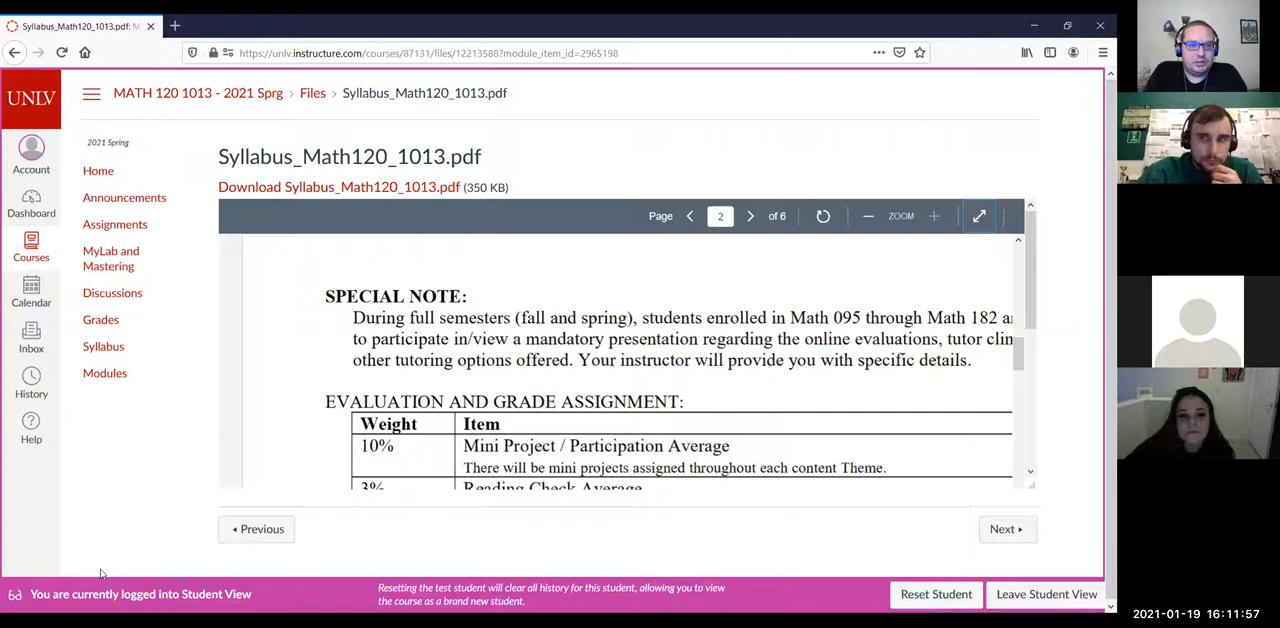 Syllabus_Math120_1013.pdf: M
https://unlv.instructure.com/courses/87131/files/12213588?module_item_id=2965198
UNLV
MATH 120 1013 - 2021 Sprg › Files › Syllabus_Math120_1013.pdf
Account
Dashboard
Courses
Calendar
Inbox
History
Help
2021 Spring
Home
Announcements
Assignments
MyLab and
Mastering
Discussions
Grades
Syllabus
Modules
Syllabus_Math120_1013.pdf
Download Syllabus_Math120_1013.pdf (350 KB)
Page 2 of 6 ZOOM
SPECIAL NOTE:
During full semesters (fall and spring), students enrolled in Math 095 through Math 182 a
to participate in/view a mandatory presentation regarding the online evaluations, tutor clin
other tutoring options offered. Your instructor will provide you with specific details.
EVALUATION AND GRADE ASSIGNMENT:
Weight Item
10% Mini Project / Participation Average
There will be mini projects assigned throughout each content Theme.
3% Reading Check Average
Previous
Next
You are currently logged into Student View
Resetting the test student will clear all history for this student, allowing you to view
the course as a brand new student.
Reset Student
Leave Student View
2021-01-19 16:11:57